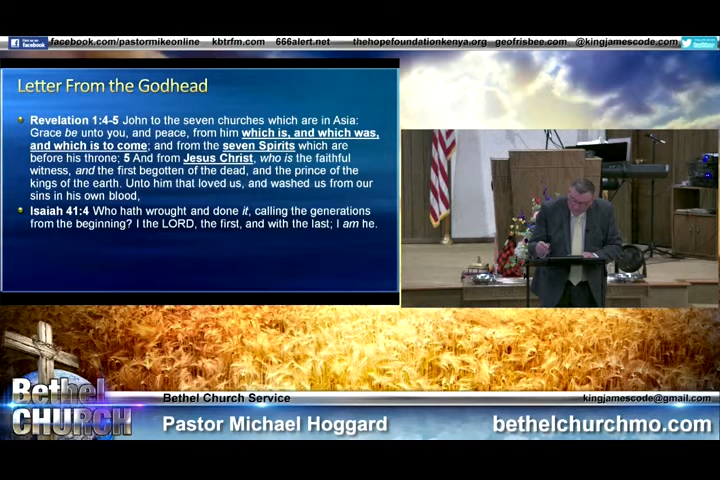 Find us on facebook facebook.com/pastormikeonline kbtrfm.com 666alert.net thehopefoundationkenya.org geofrisbee.com @kingjamescode.com
Letter From the Godhead
Revelation 1:4-5 John to the seven churches which are in Asia:
Grace be unto you, and peace, from him which is, and which was,
and which is to come; and from the seven Spirits which are
before his throne; 5 And from Jesus Christ, who is the faithful
witness, and the first begotten of the dead, and the prince of the
kings of the earth. Unto him that loved us, and washed us from our
sins in his own blood,
Isaiah 41:4 Who hath wrought and done it, calling the generations
from the beginning? I the LORD, the first, and with the last; I am he.
Bethel
CHURCH
Bethel Church Service kingjamescode@gmail.com
Pastor Michael Hoggard bethelchurchmo.com